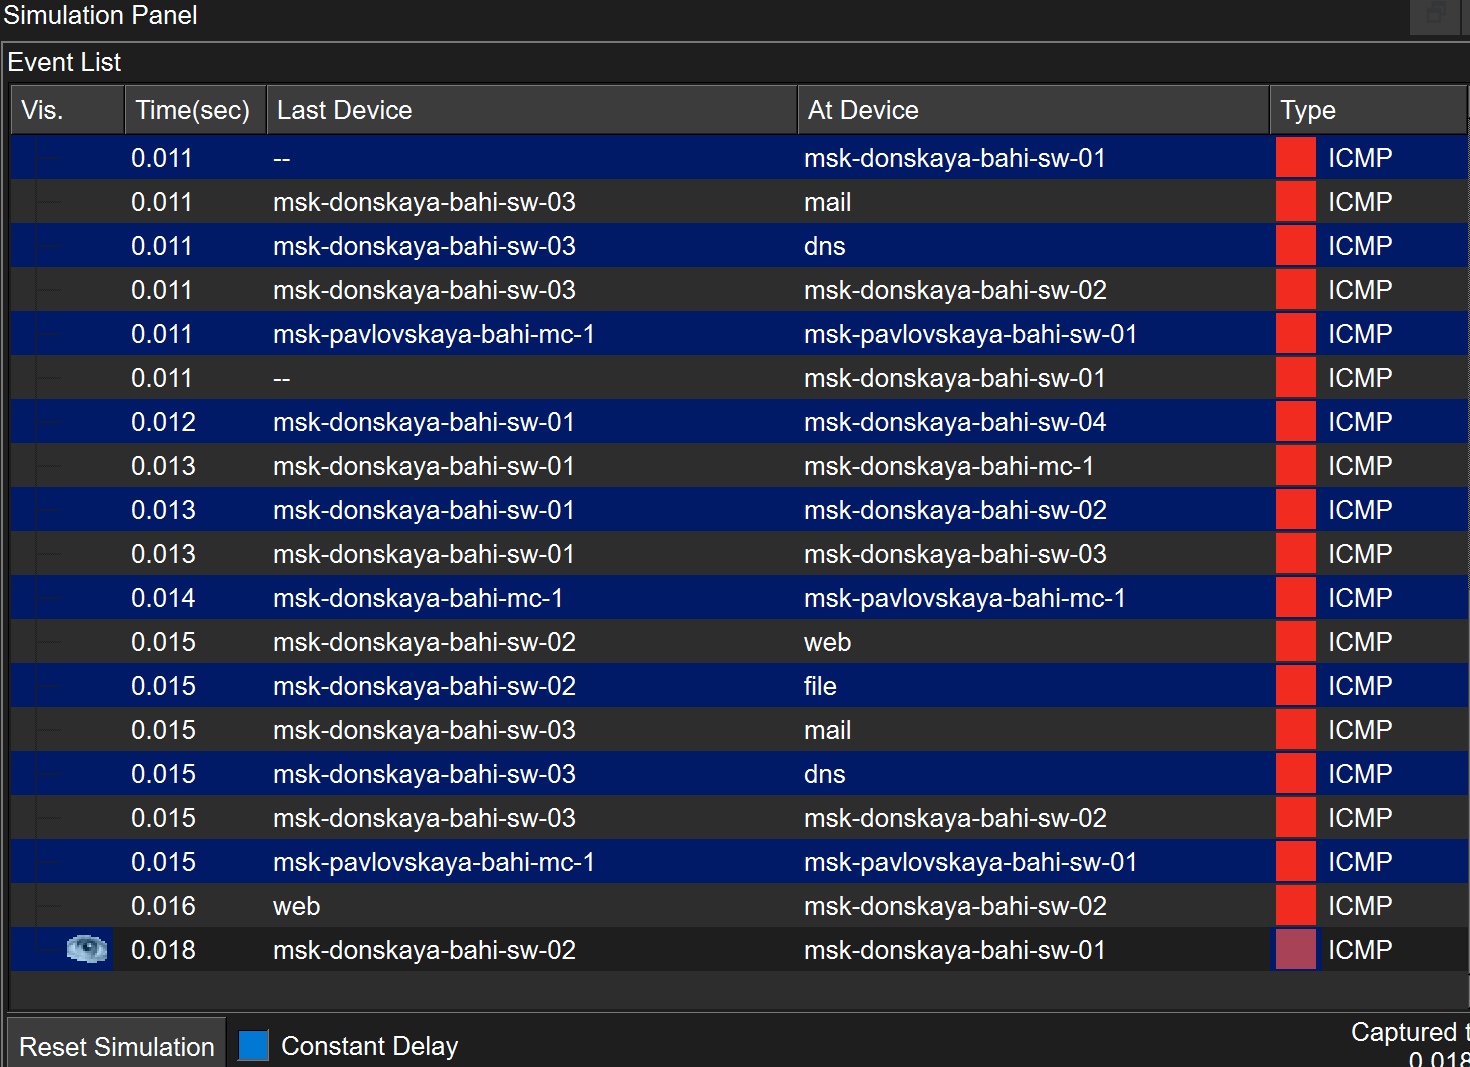 Simulation Panel
Event List
Vis. Time(sec) Last Device At Device Type
0.011 -- msk-donskaya-bahi-sw-01 ICMP
0.011 msk-donskaya-bahi-sw-03 mail ICMP
0.011 msk-donskaya-bahi-sw-03 dns ICMP
0.011 msk-donskaya-bahi-sw-03 msk-donskaya-bahi-sw-02 ICMP
0.011 msk-pavlovskaya-bahi-mc-1 msk-pavlovskaya-bahi-sw-01 ICMP
0.011 -- msk-donskaya-bahi-sw-01 ICMP
0.012 msk-donskaya-bahi-sw-01 msk-donskaya-bahi-sw-04 ICMP
0.013 msk-donskaya-bahi-sw-01 msk-donskaya-bahi-mc-1 ICMP
0.013 msk-donskaya-bahi-sw-01 msk-donskaya-bahi-sw-02 ICMP
0.013 msk-donskaya-bahi-sw-01 msk-donskaya-bahi-sw-03 ICMP
0.014 msk-donskaya-bahi-mc-1 msk-pavlovskaya-bahi-mc-1 ICMP
0.015 msk-donskaya-bahi-sw-02 web ICMP
0.015 msk-donskaya-bahi-sw-02 file ICMP
0.015 msk-donskaya-bahi-sw-03 mail ICMP
0.015 msk-donskaya-bahi-sw-03 dns ICMP
0.015 msk-donskaya-bahi-sw-03 msk-donskaya-bahi-sw-02 ICMP
0.015 msk-pavlovskaya-bahi-mc-1 msk-pavlovskaya-bahi-sw-01 ICMP
0.016 web msk-donskaya-bahi-sw-02 ICMP
0.018 msk-donskaya-bahi-sw-02 msk-donskaya-bahi-sw-01 ICMP
Reset Simulation Constant Delay Captured
0.018